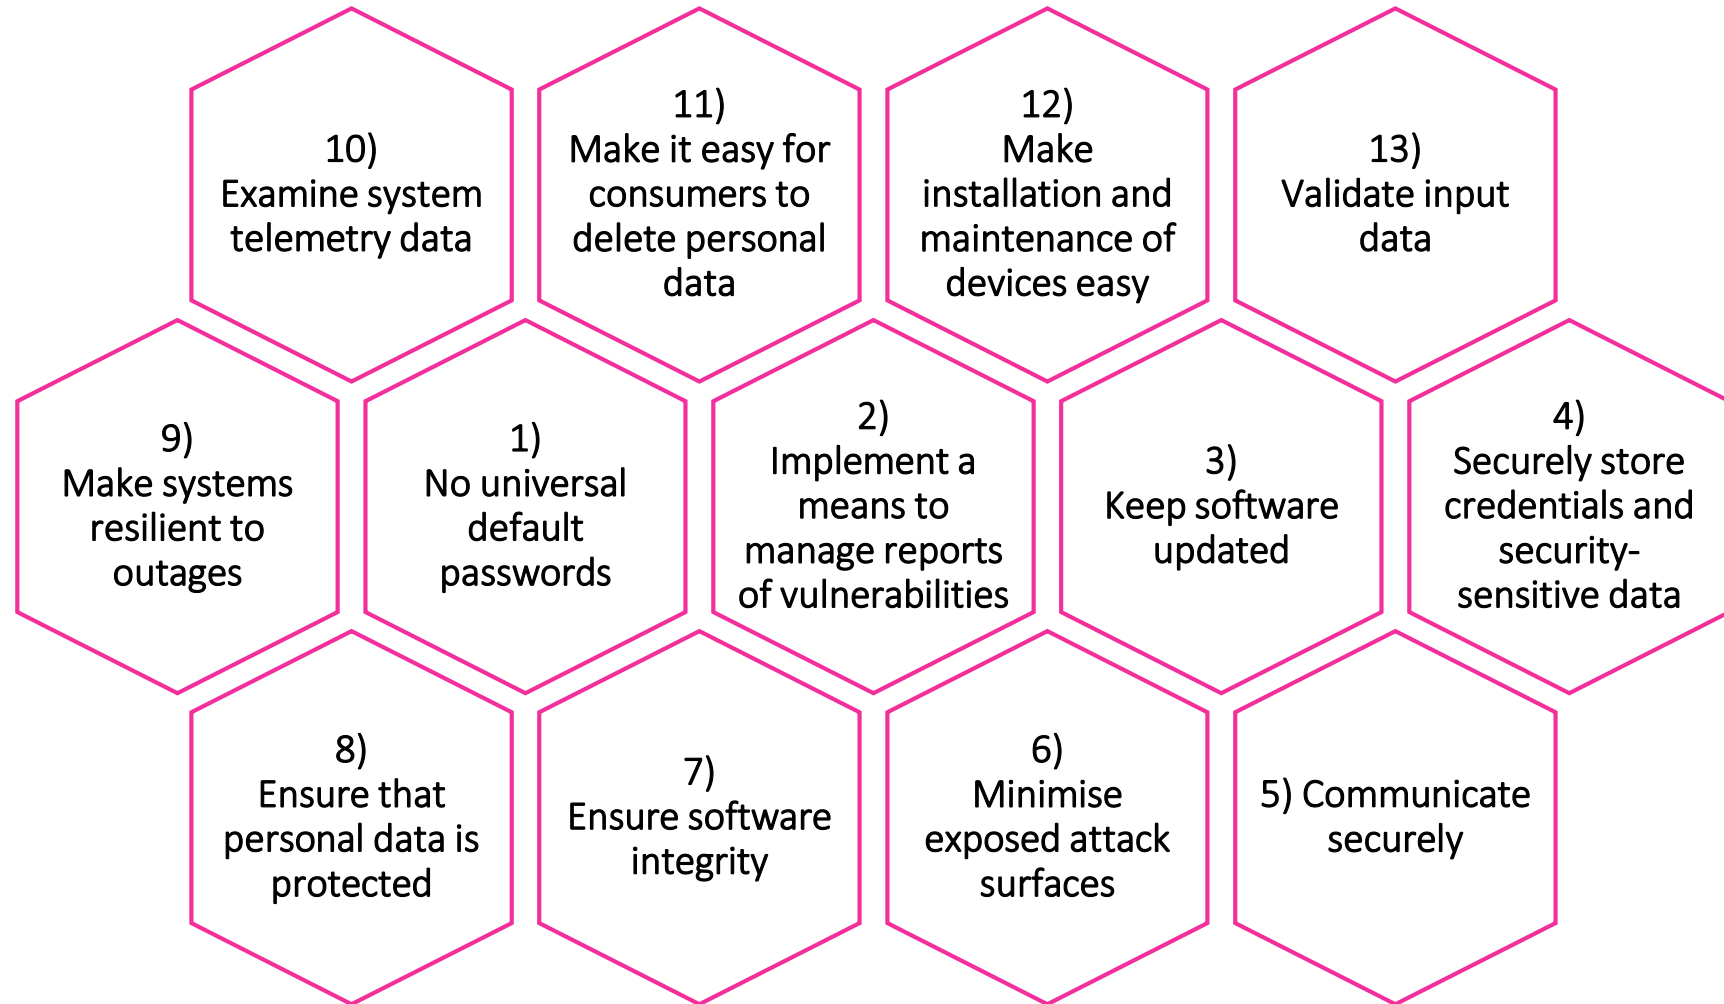 10)
Examine system
telemetry data
11)
Make it easy for
consumers to
delete personal
data
12)
Make
installation and
maintenance of
devices easy
13)
Validate input
data
9)
Make systems
resilient to
outages
1)
No universal
default
passwords
2)
Implement a
means to
manage reports
of vulnerabilities
3)
Keep software
updated
4)
Securely store
credentials and
security-
sensitive data
8)
Ensure that
personal data is
protected
7)
Ensure software
integrity
6)
Minimise
exposed attack
surfaces
5) Communicate
securely